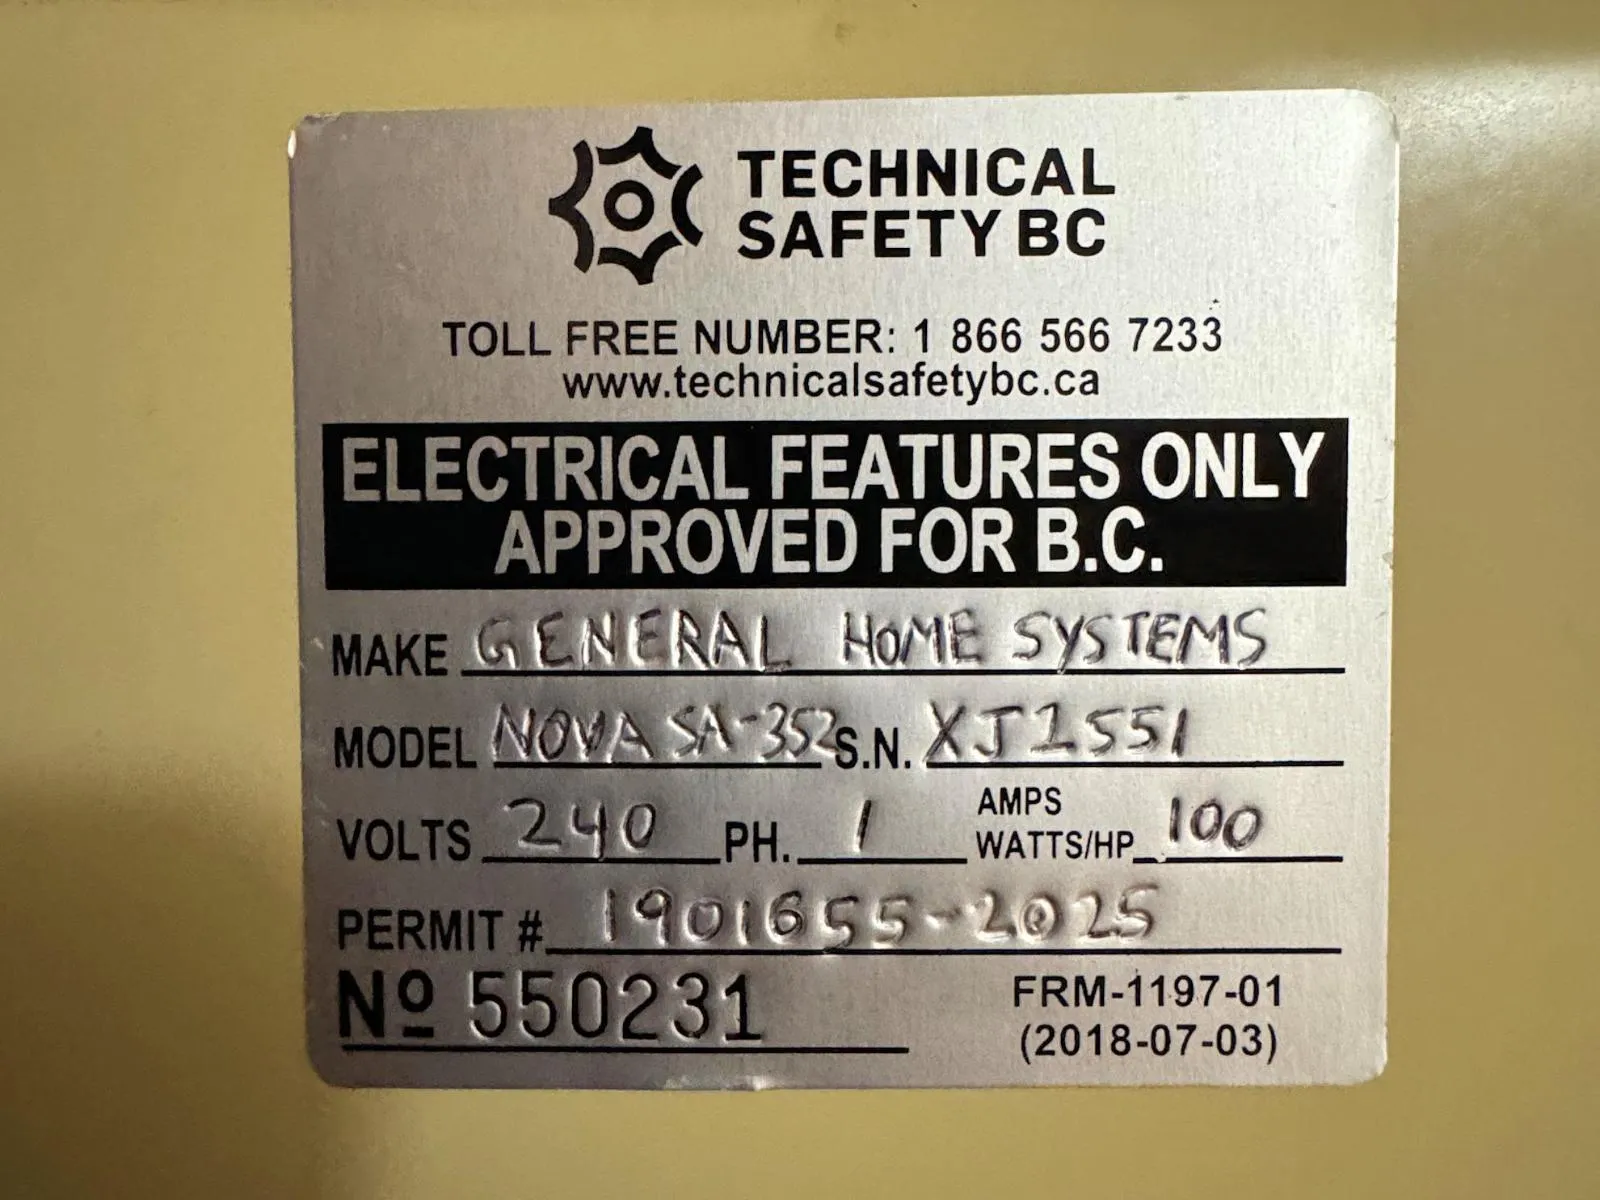 TECHNICAL
SAFETY BC
TOLL FREE NUMBER: 1 866 566 7233
www.technicalsafetybc.ca
ELECTRICAL FEATURES ONLY
APPROVED FOR B.C.
MAKE GENERAL HOME SYSTEMS
MODEL NOVA SA-352 S.N. XJ1551
VOLTS 240 PH. 1 AMPS
WATTS/HP 100
PERMIT # 1901655-2025
Nº 550231 FRM-1197-01
(2018-07-03)